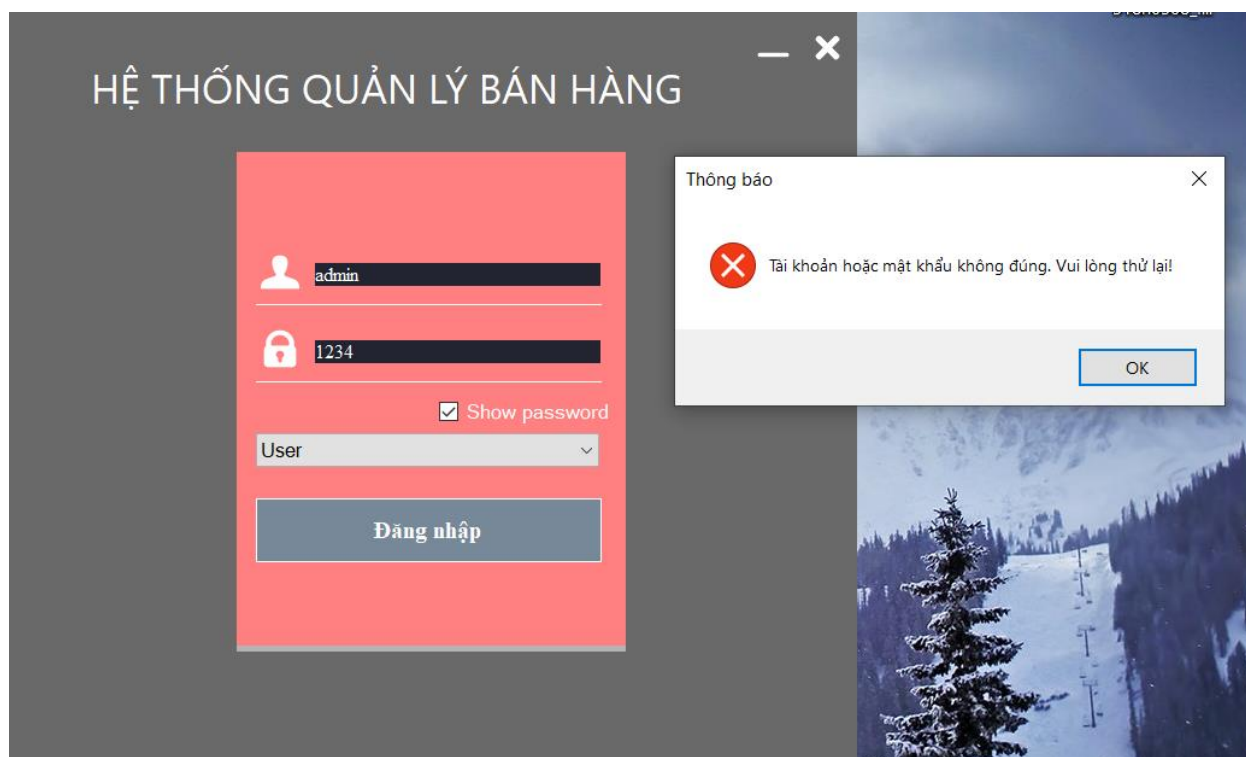 HỆ THỐNG QUẢN LÝ BÁN HÀNG
Thông báo
Tài khoản hoặc mật khẩu không đúng. Vui lòng thử lại!
OK
admin
1234
Show password
User
Đăng nhập